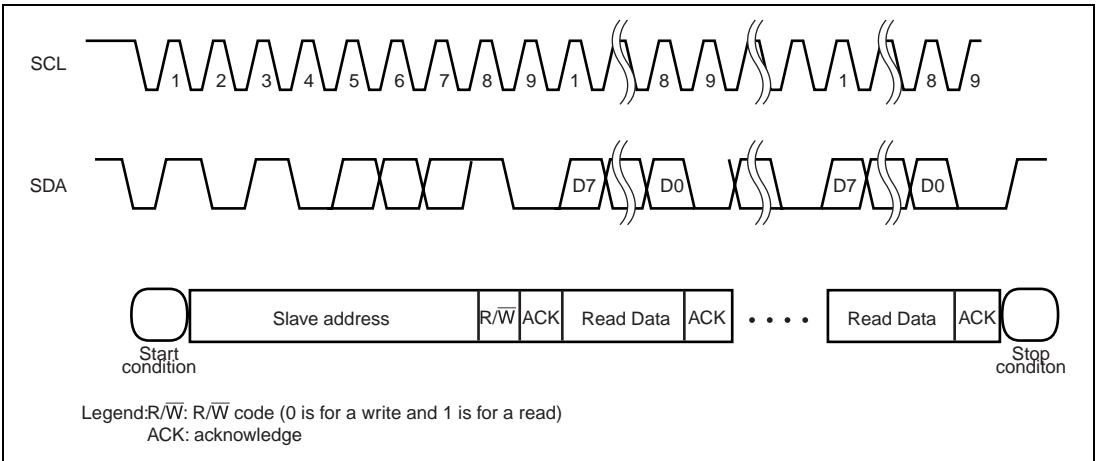 SCL
1 2 3 4 5 6 7 8 9 1 8 9 1 8 9
SDA
D7 D0 D7 D0
Slave address R/W̅ ACK Read Data ACK • • • • Read Data ACK
Start
condition
Stop
conditon
Legend:R/W̅: R/W̅ code (0 is for a write and 1 is for a read)
ACK: acknowledge